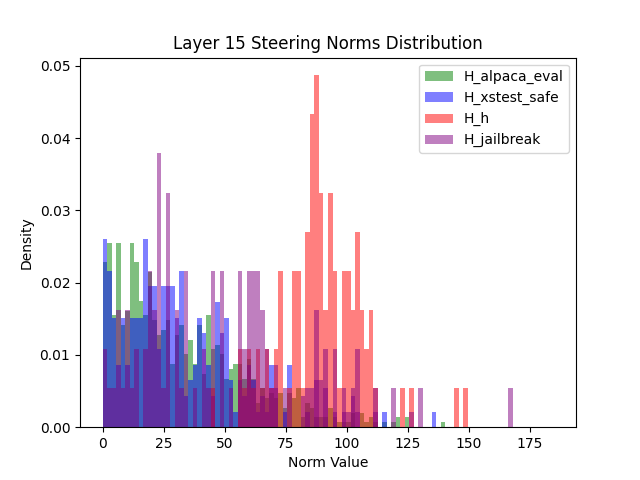 Layer 15 Steering Norms Distribution
H_alpaca_eval
H_xstest_safe
H_h
H_jailbreak
Density
0.05
0.04
0.03
0.02
0.01
0.00
0 25 50 75 100 125 150 175
Norm Value